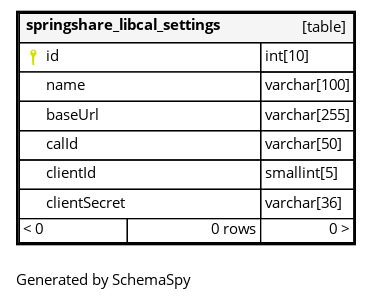 springshare_libcal_settings [table]
id int[10]
name varchar[100]
baseUrl varchar[255]
calId varchar[50]
clientId smallint[5]
clientSecret varchar[36]
< 0 0 rows 0 >
Generated by SchemaSpy